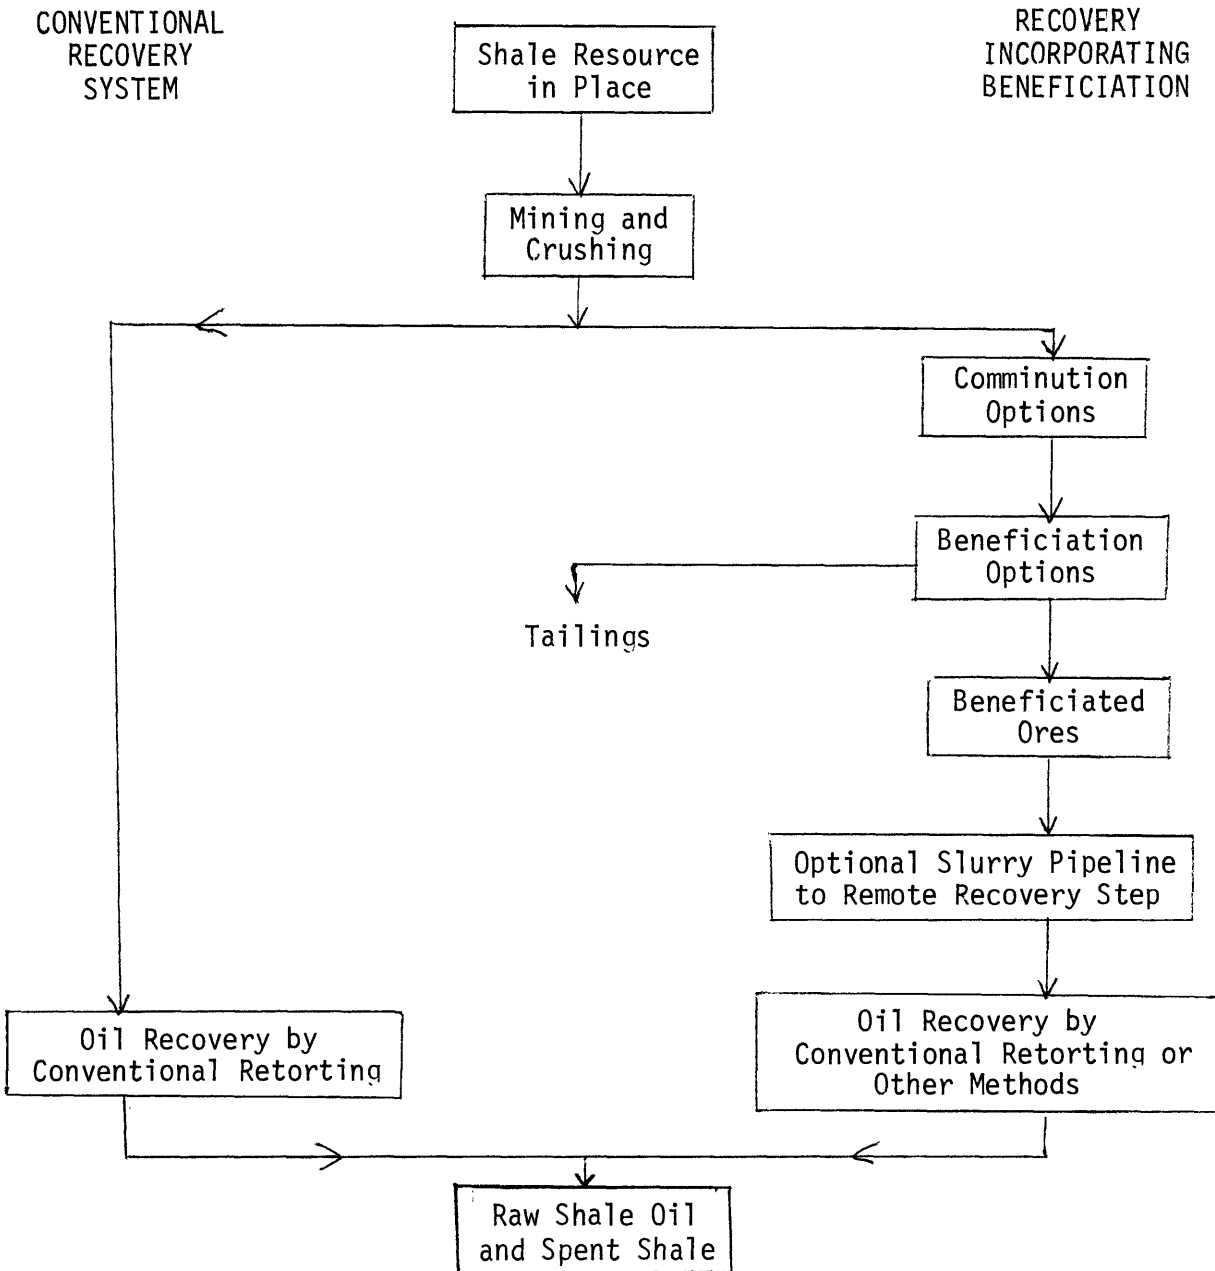 CONVENTIONAL
RECOVERY
SYSTEM
RECOVERY
INCORPORATING
BENEFICIATION
Shale Resource
in Place
Mining and
Crushing
Comminution
Options
Beneficiation
Options
Tailings
Beneficiated
Ores
Optional Slurry Pipeline
to Remote Recovery Step
Oil Recovery by
Conventional Retorting
Oil Recovery by
Conventional Retorting or
Other Methods
Raw Shale Oil
and Spent Shale